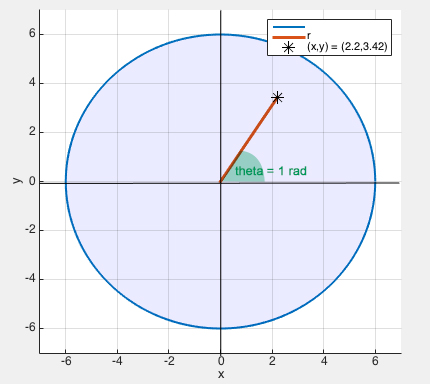 r
(x,y) = (2.2,3.42)
6
4
2
0
-2
-4
-6
y
theta = 1 rad
-6 -4 -2 0 2 4 6
x